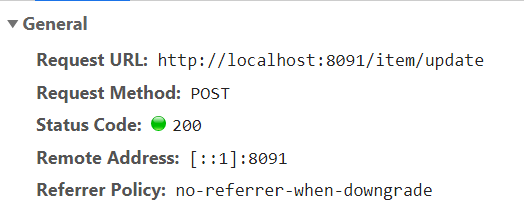 General
Request URL: http://localhost:8091/item/update
Request Method: POST
Status Code: 200
Remote Address: [::1]:8091
Referrer Policy: no-referrer-when-downgrade